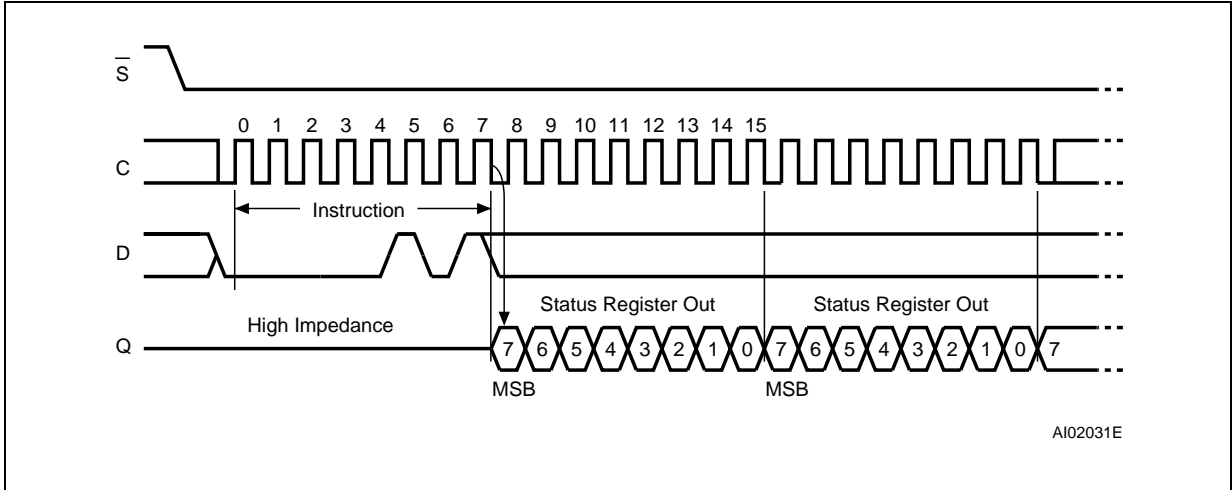 S
0 1 2 3 4 5 6 7 8 9 10 11 12 13 14 15
C
Instruction
D
Status Register Out Status Register Out
High Impedance
Q 7 6 5 4 3 2 1 0 7 6 5 4 3 2 1 0 7
MSB MSB
AI02031E